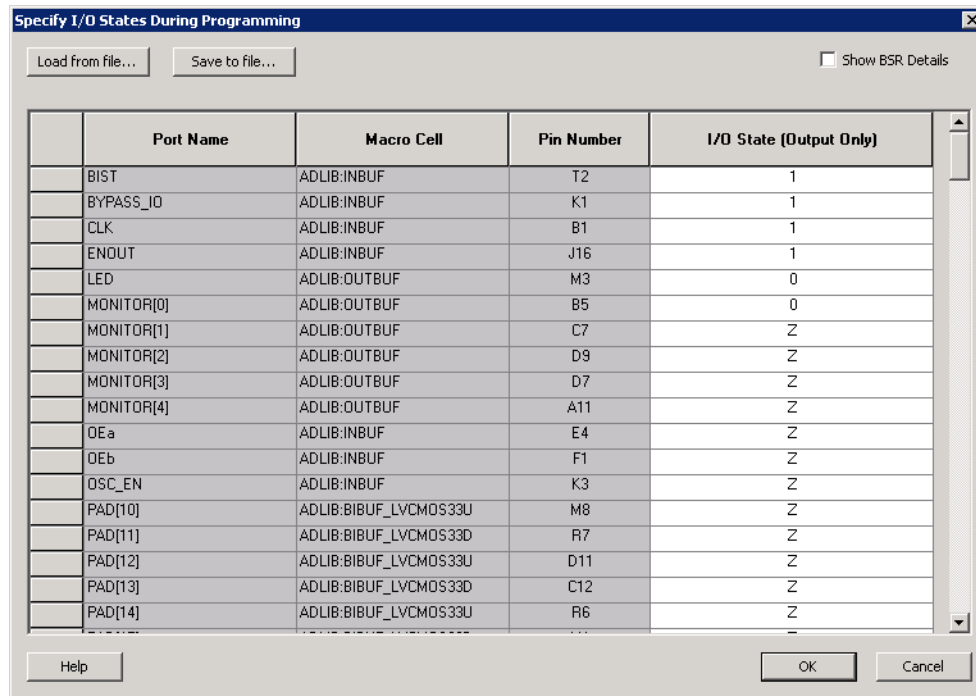 Specify I/O States During Programming
Load from file... Save to file... Show BSR Details
Port Name Macro Cell Pin Number I/O State (Output Only)
BIST ADLIB:INBUF T2 1
BYPASS_IO ADLIB:INBUF K1 1
CLK ADLIB:INBUF B1 1
ENOUT ADLIB:INBUF J16 1
LED ADLIB:OUTBUF M3 0
MONITOR[0] ADLIB:OUTBUF B5 0
MONITOR[1] ADLIB:OUTBUF C7 Z
MONITOR[2] ADLIB:OUTBUF D9 Z
MONITOR[3] ADLIB:OUTBUF D7 Z
MONITOR[4] ADLIB:OUTBUF A11 Z
OEa ADLIB:INBUF E4 Z
OEb ADLIB:INBUF F1 Z
OSC_EN ADLIB:INBUF K3 Z
PAD[10] ADLIB:BIBUF_LVCMOS33U M8 Z
PAD[11] ADLIB:BIBUF_LVCMOS33D R7 Z
PAD[12] ADLIB:BIBUF_LVCMOS33U D11 Z
PAD[13] ADLIB:BIBUF_LVCMOS33D C12 Z
PAD[14] ADLIB:BIBUF_LVCMOS33U R6 Z
Help OK Cancel